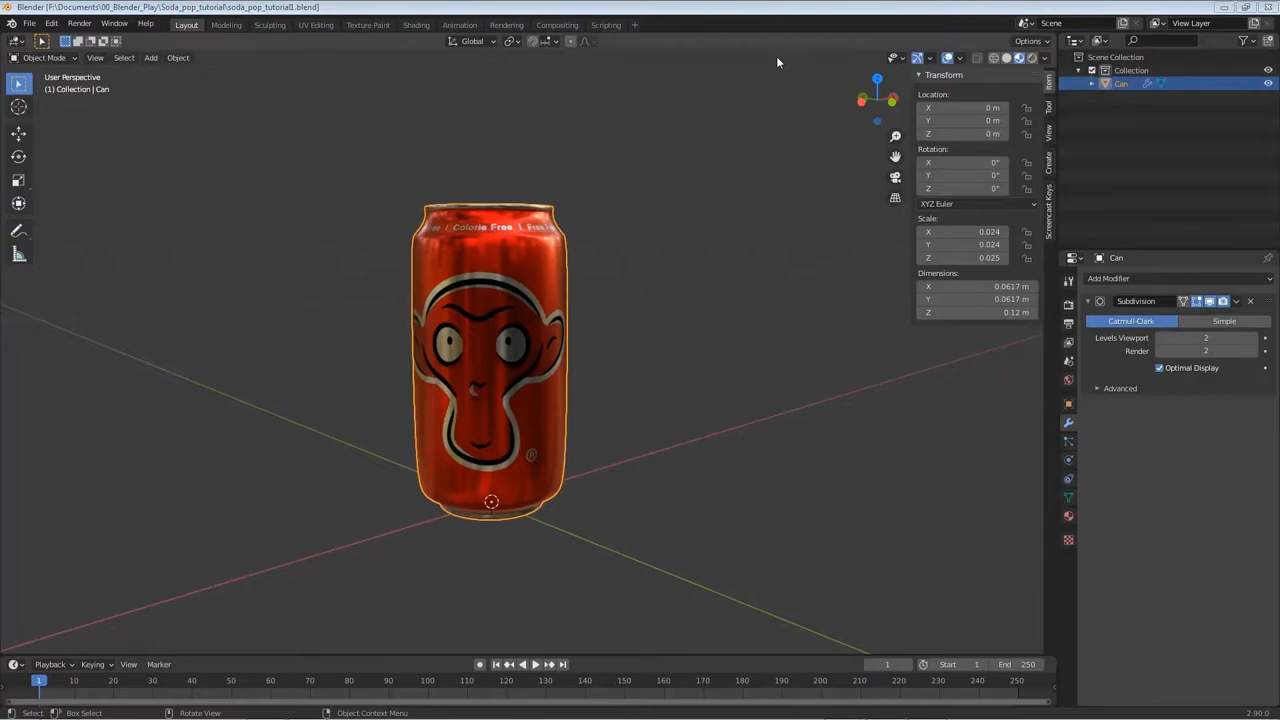 Blender [F:\Documents\00_Blender_Play\Soda_pop_tutorial\soda_pop_tutorial1.blend]
File Edit Render Window Help Layout Modeling Sculpting UV Editing Texture Paint Shading Animation Rendering Compositing Scripting + Scene View Layer
Global Options
Object Mode View Select Add Object
User Perspective
(1) Collection | Can
Transform
Location:
X 0 m
Y 0 m
Z 0 m
Rotation:
X 0°
Y 0°
Z 0°
XYZ Euler
Scale:
X 0.024
Y 0.024
Z 0.025
Dimensions:
X 0.0617 m
Y 0.0617 m
Z 0.12 m
Item
Tool
View
Create
Screencast Keys
Z
Scene Collection
Collection
Can
Can
Add Modifier
Subdivision
Catmull-Clark Simple
Levels Viewport 2
Render 2
Optimal Display
Advanced
| Calorie Free |
®
Playback Keying View Marker 1 Start 1 End 250
1 10 20 30 40 50 60 70 80 90 100 110 120 130 140 150 160 170 180 190 200 210 220 230 240 250
Select Box Select Rotate View Object Context Menu 2.90.0